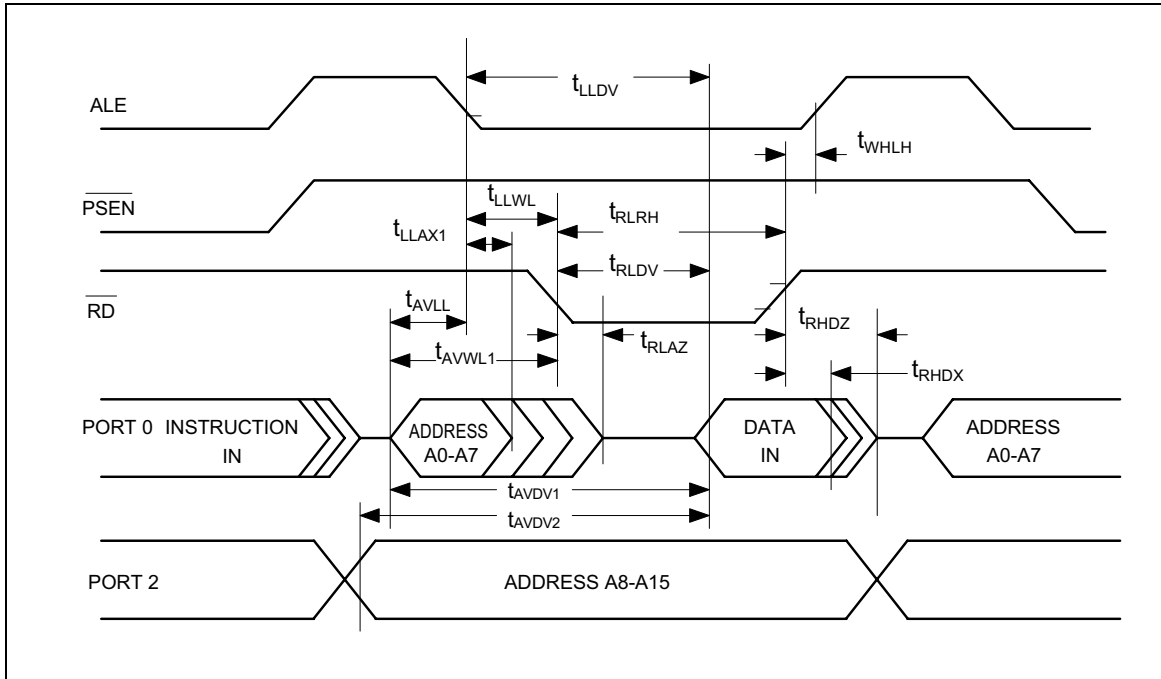 ALE
tLLDV
tWHLH
PSEN
tLLWL
tRLRH
tLLAX1
tRLDV
RD
tAVLL
tRLAZ
tRHDZ
tAVWL1
tRHDX
PORT 0 INSTRUCTION
IN
ADDRESS
A0-A7
DATA
IN
ADDRESS
A0-A7
tAVDV1
tAVDV2
PORT 2
ADDRESS A8-A15